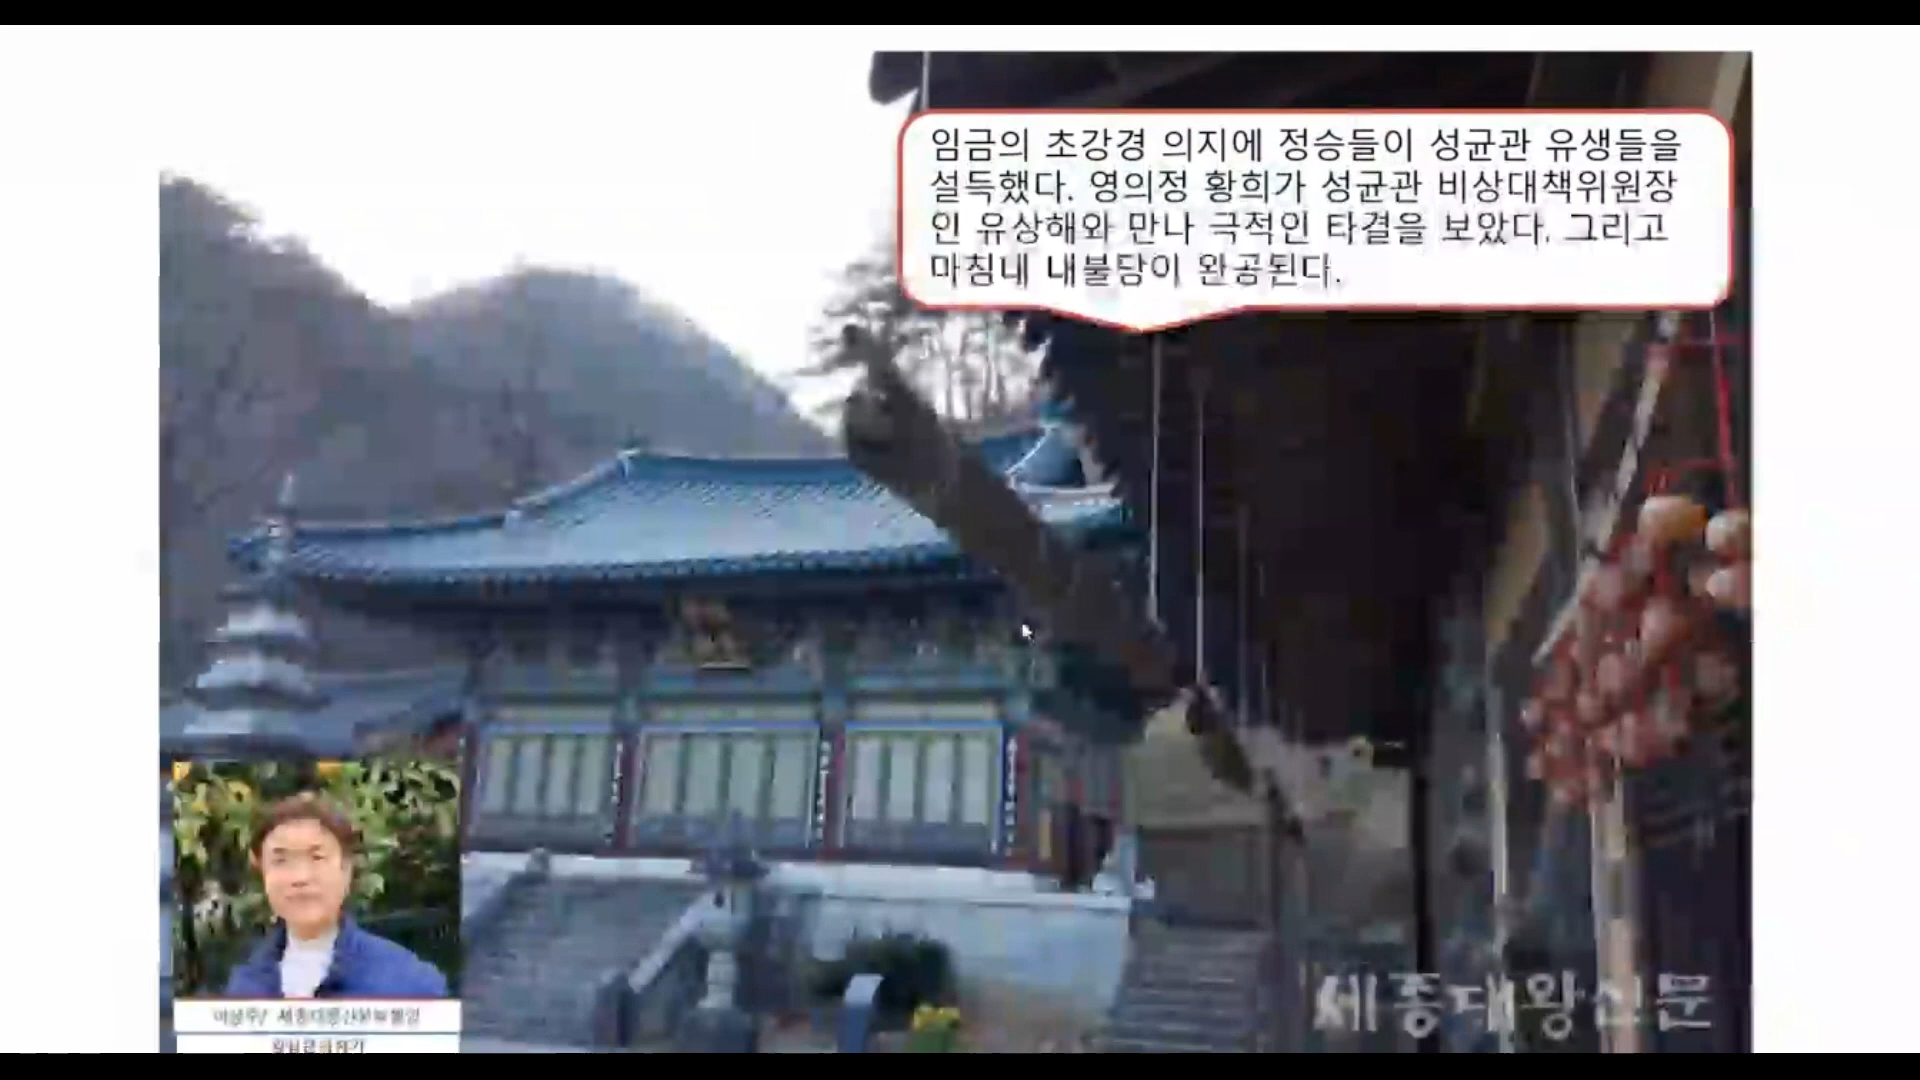 임금의 초강경 의지에 정승들이 성균관 유생들을
설득했다. 영의정 황희가 성균관 비상대책위원장
인 유상해와 만나 극적인 타결을 보았다. 그리고
마침내 내불당이 완공된다.
세종대왕신문